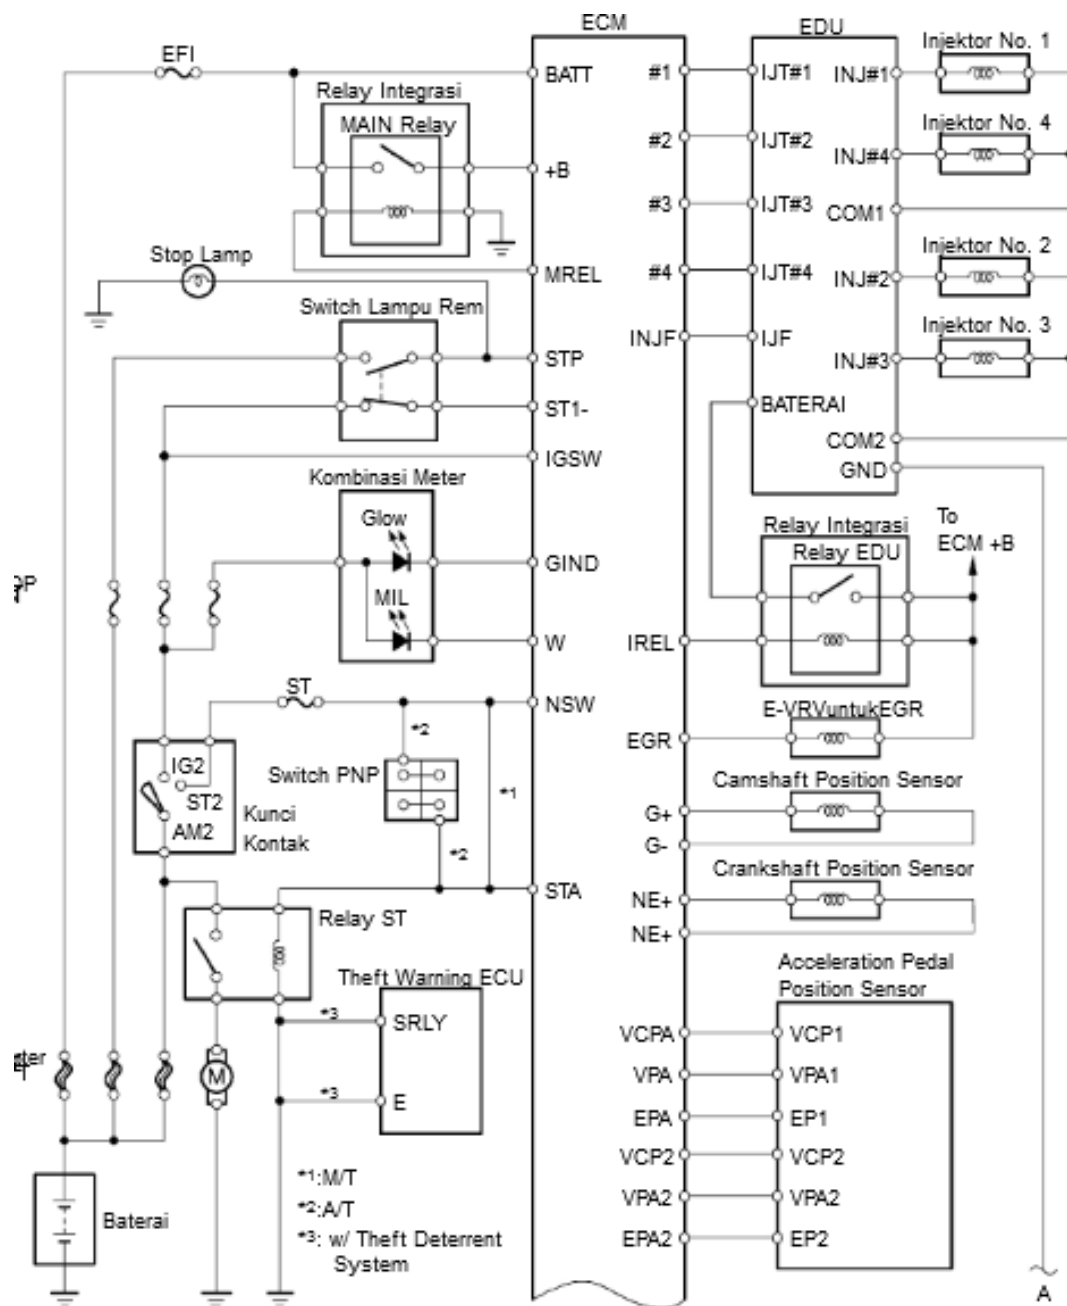 ECM
EDU
EFI
BATT
#1
IJT#1
INJ#1
Injektor No. 1
Relay Integrasi
MAIN Relay
#2
IJT#2
INJ#4
Injektor No. 4
+B
#3
IJT#3
COM1
Stop Lamp
MREL
#4
IJT#4
INJ#2
Injektor No. 2
Switch Lampu Rem
STP
INJF
IJF
INJ#3
Injektor No. 3
ST1-
BATERAI
COM2
IGSW
GND
Kombinasi Meter
Glow
GIND
MIL
W
Relay Integrasi
Relay EDU
To
ECM +B
IREL
ST
NSW
E-VRVuntukEGR
EGR
*2
Switch PNP
*1
IG2
ST2
AM2
Kunci
Kontak
*2
Camshaft Position Sensor
G+
G-
Crankshaft Position Sensor
STA
NE+
NE+
Relay ST
Theft Warning ECU
*3
SRLY
*3
E
Acceleration Pedal
Position Sensor
VCPA
VCP1
VPA
VPA1
EPA
EP1
VCP2
VCP2
VPA2
VPA2
EPA2
EP2
M
Baterai
*1:M/T
*2:A/T
*3: w/ Theft Deterrent
System
A